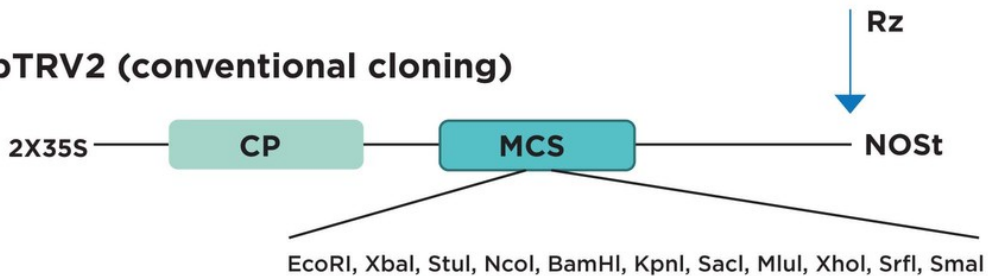 Rz
pTRV2 (conventional cloning)
2X35S
CP
MCS
NOSt
EcoRI, XbaI, StuI, NcoI, BamHI, KpnI, SacI, MluI, XhoI, SrfI, SmaI